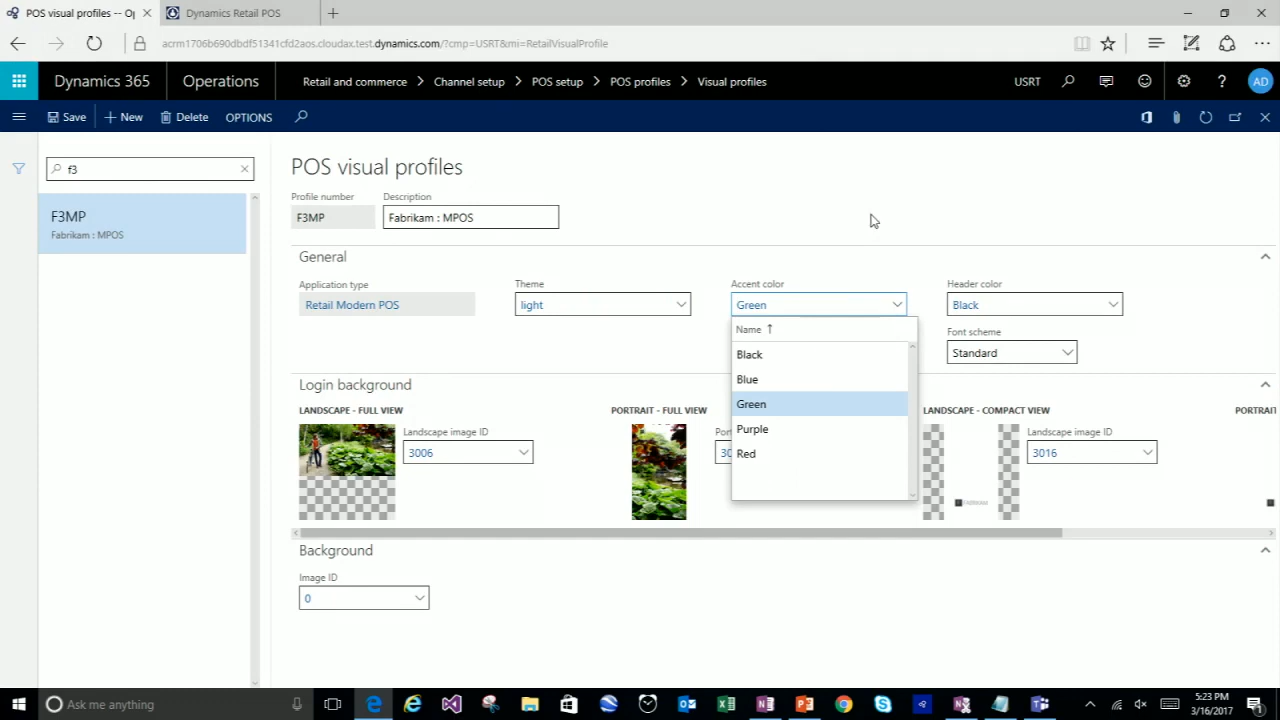 POS visual profiles -- Op
Dynamics Retail POS
acrm1706b690dbdf51341cfd2aos.cloudax.test.dynamics.com/?cmp=USRT&mi=RetailVisualProfile
Dynamics 365
Operations
Retail and commerce > Channel setup > POS setup > POS profiles > Visual profiles
USRT
AD
Save
New
Delete
OPTIONS
f3
F3MP
Fabrikam : MPOS
POS visual profiles
Profile number
Description
F3MP
Fabrikam : MPOS
General
Application type
Theme
Accent color
Header color
Retail Modern POS
light
Green
Black
Name
Black
Blue
Green
Purple
Red
Font scheme
Standard
Login background
LANDSCAPE - FULL VIEW
PORTRAIT - FULL VIEW
LANDSCAPE - COMPACT VIEW
PORTRAIT
Landscape image ID
Por
Landscape image ID
3006
30
3016
Background
Image ID
0
Ask me anything
5:23 PM
3/16/2017